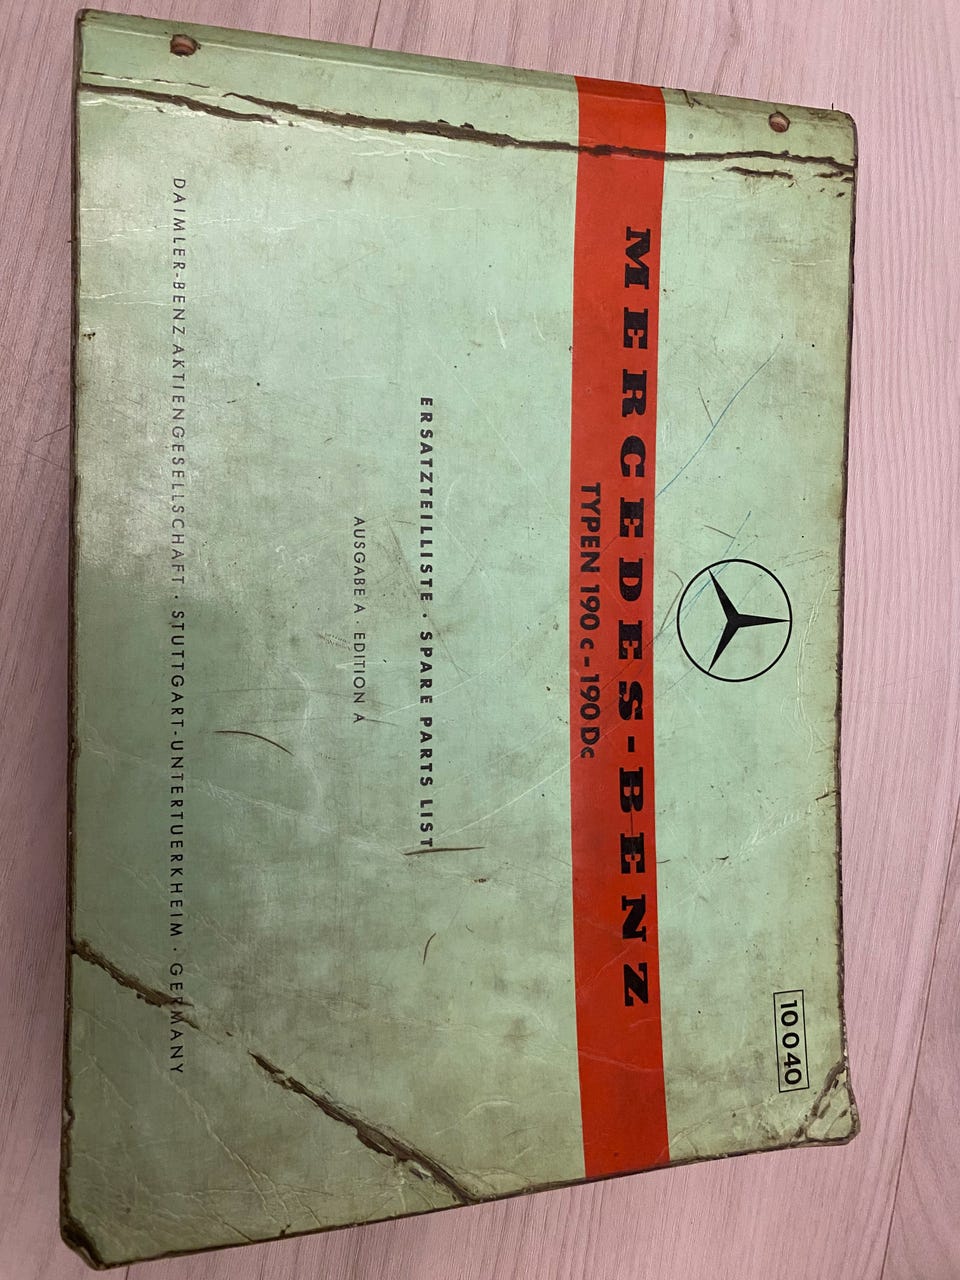 10040
MERCEDES-BENZ
TYPEN 190 c - 190 Dc
ERSATZTEILLISTE · SPARE PARTS LIST
AUSGABE A · EDITION A
DAIMLER-BENZ AKTIENGESELLSCHAFT · STUTTGART-UNTERTUERKHEIM · GERMANY